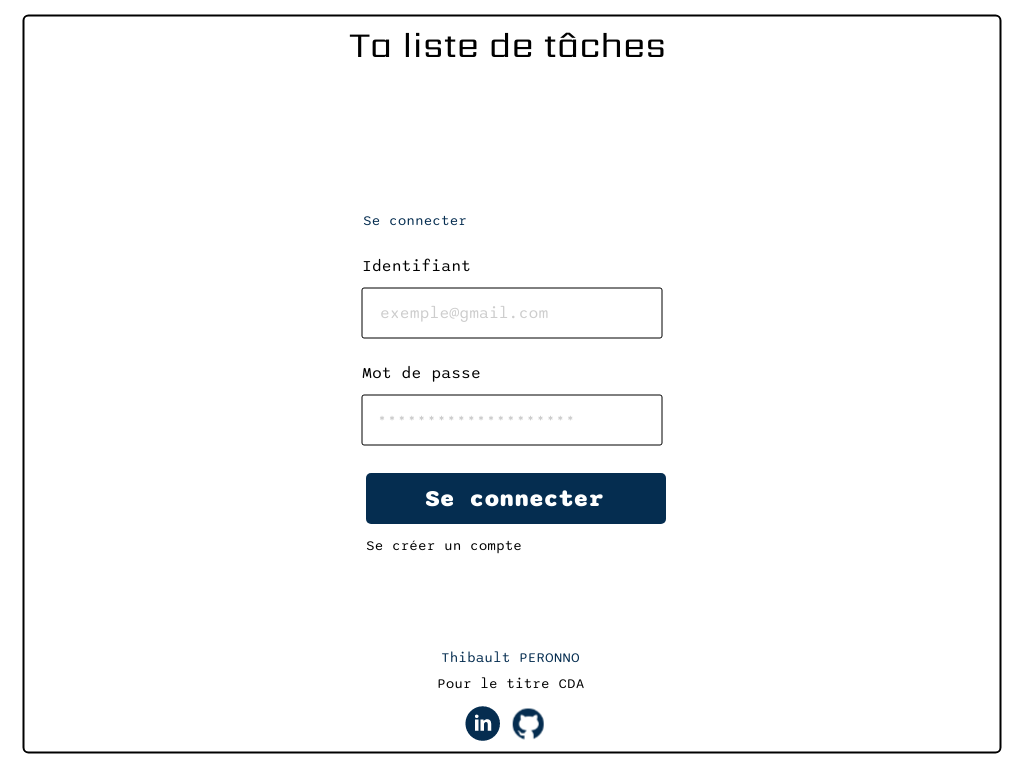 Ta liste de tâches
Se connecter
Identifiant
exemple@gmail.com
Mot de passe
********************
Se connecter
Se créer un compte
Thibault PERONNO
Pour le titre CDA
in